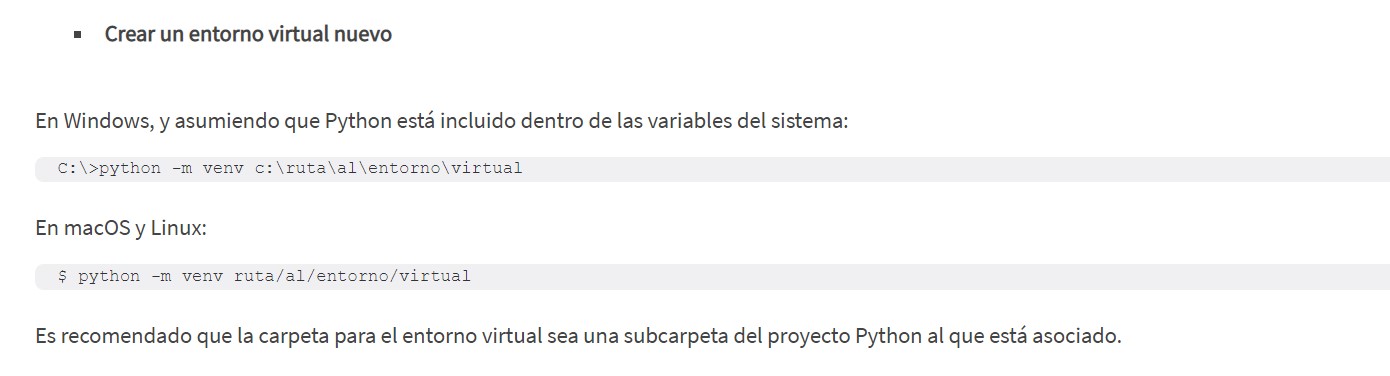 ▪ Crear un entorno virtual nuevo
En Windows, y asumiendo que Python está incluido dentro de las variables del sistema:
C:\>python -m venv c:\ruta\al\entorno\virtual
En macOS y Linux:
$ python -m venv ruta/al/entorno/virtual
Es recomendado que la carpeta para el entorno virtual sea una subcarpeta del proyecto Python al que está asociado.